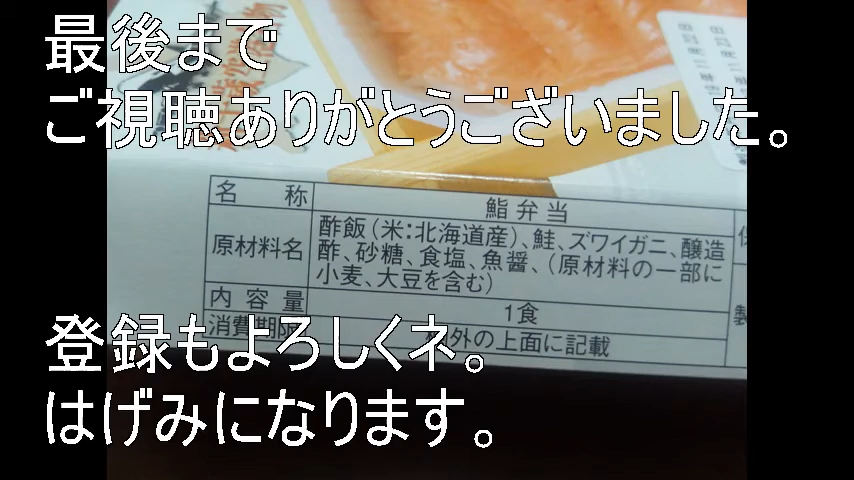 最後まで
ご視聴ありがとうございました。
名 称
鮨弁当
原材料名
酢飯(米:北海道産)、鮭、ズワイガニ、醸造
酢、砂糖、食塩、魚醤、(原材料の一部に
小麦、大豆を含む)
内 容 量
1食
消費期限
外の上面に記載
登録もよろしくネ。
はげみになります。